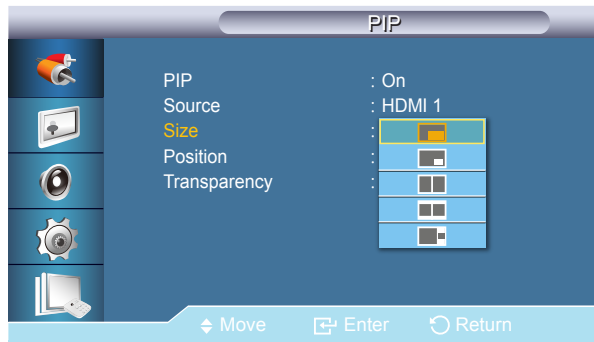 PIP
PIP : On
Source : HDMI 1
Size :
Position :
Transparency :
Move Enter Return